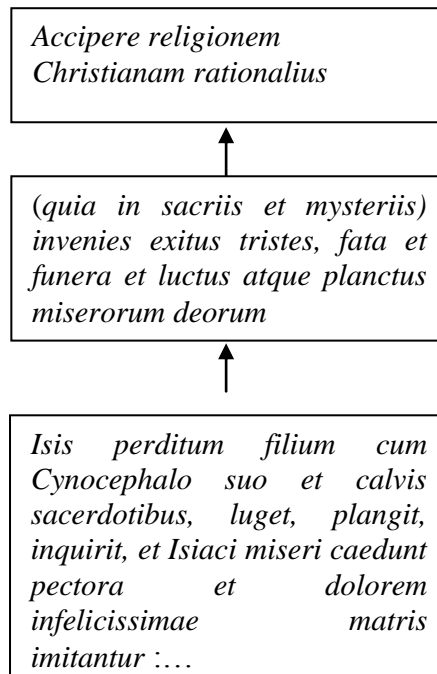 Accipere religionem
Christianam rationalius
(quia in sacriis et mysteriis)
invenies exitus tristes, fata et
funera et luctus atque planctus
miserorum deorum
Isis perditum filium cum
Cynocephalo suo et calvis
sacerdotibus, luget, plangit,
inquirit, et Isiaci miseri caedunt
pectora et dolorem
infelicissimae matris
imitantur :…